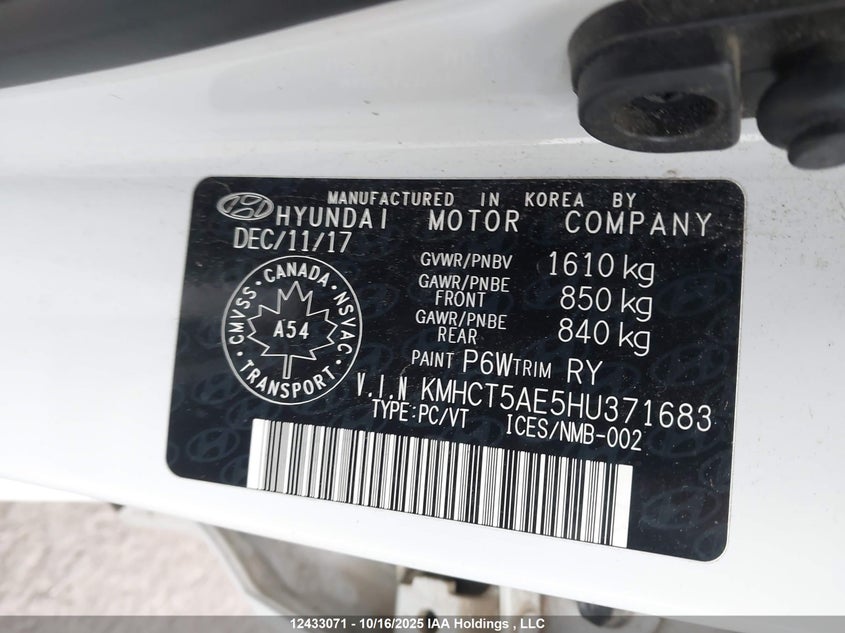 MANUFACTURED IN KOREA BY
HYUNDAI MOTOR COMPANY
DEC/11/17
GVWR/PNBV 1610 kg
GAWR/PNBE FRONT 850 kg
GAWR/PNBE REAR 840 kg
CANADA
CMVSS NSVAC
A54
TRANSPORT
PAINT P6W TRIM RY
V.I.N KMHCT5AE5HU371683
TYPE:PC/VT ICES/NMB-002
12433071 - 10/16/2025 IAA Holdings , LLC